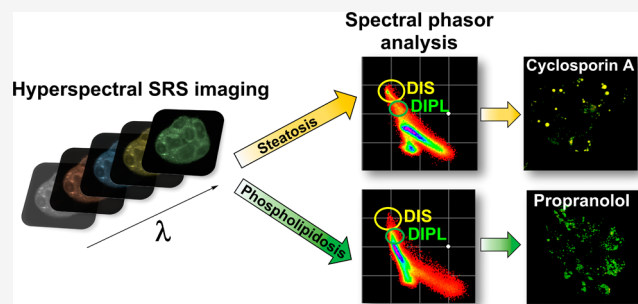 Spectral phasor
analysis
Hyperspectral SRS imaging
λ
Steatosis
Phospholipidosis
DIS
DIPL
Cyclosporin A
DIS
DIPL
Propranolol